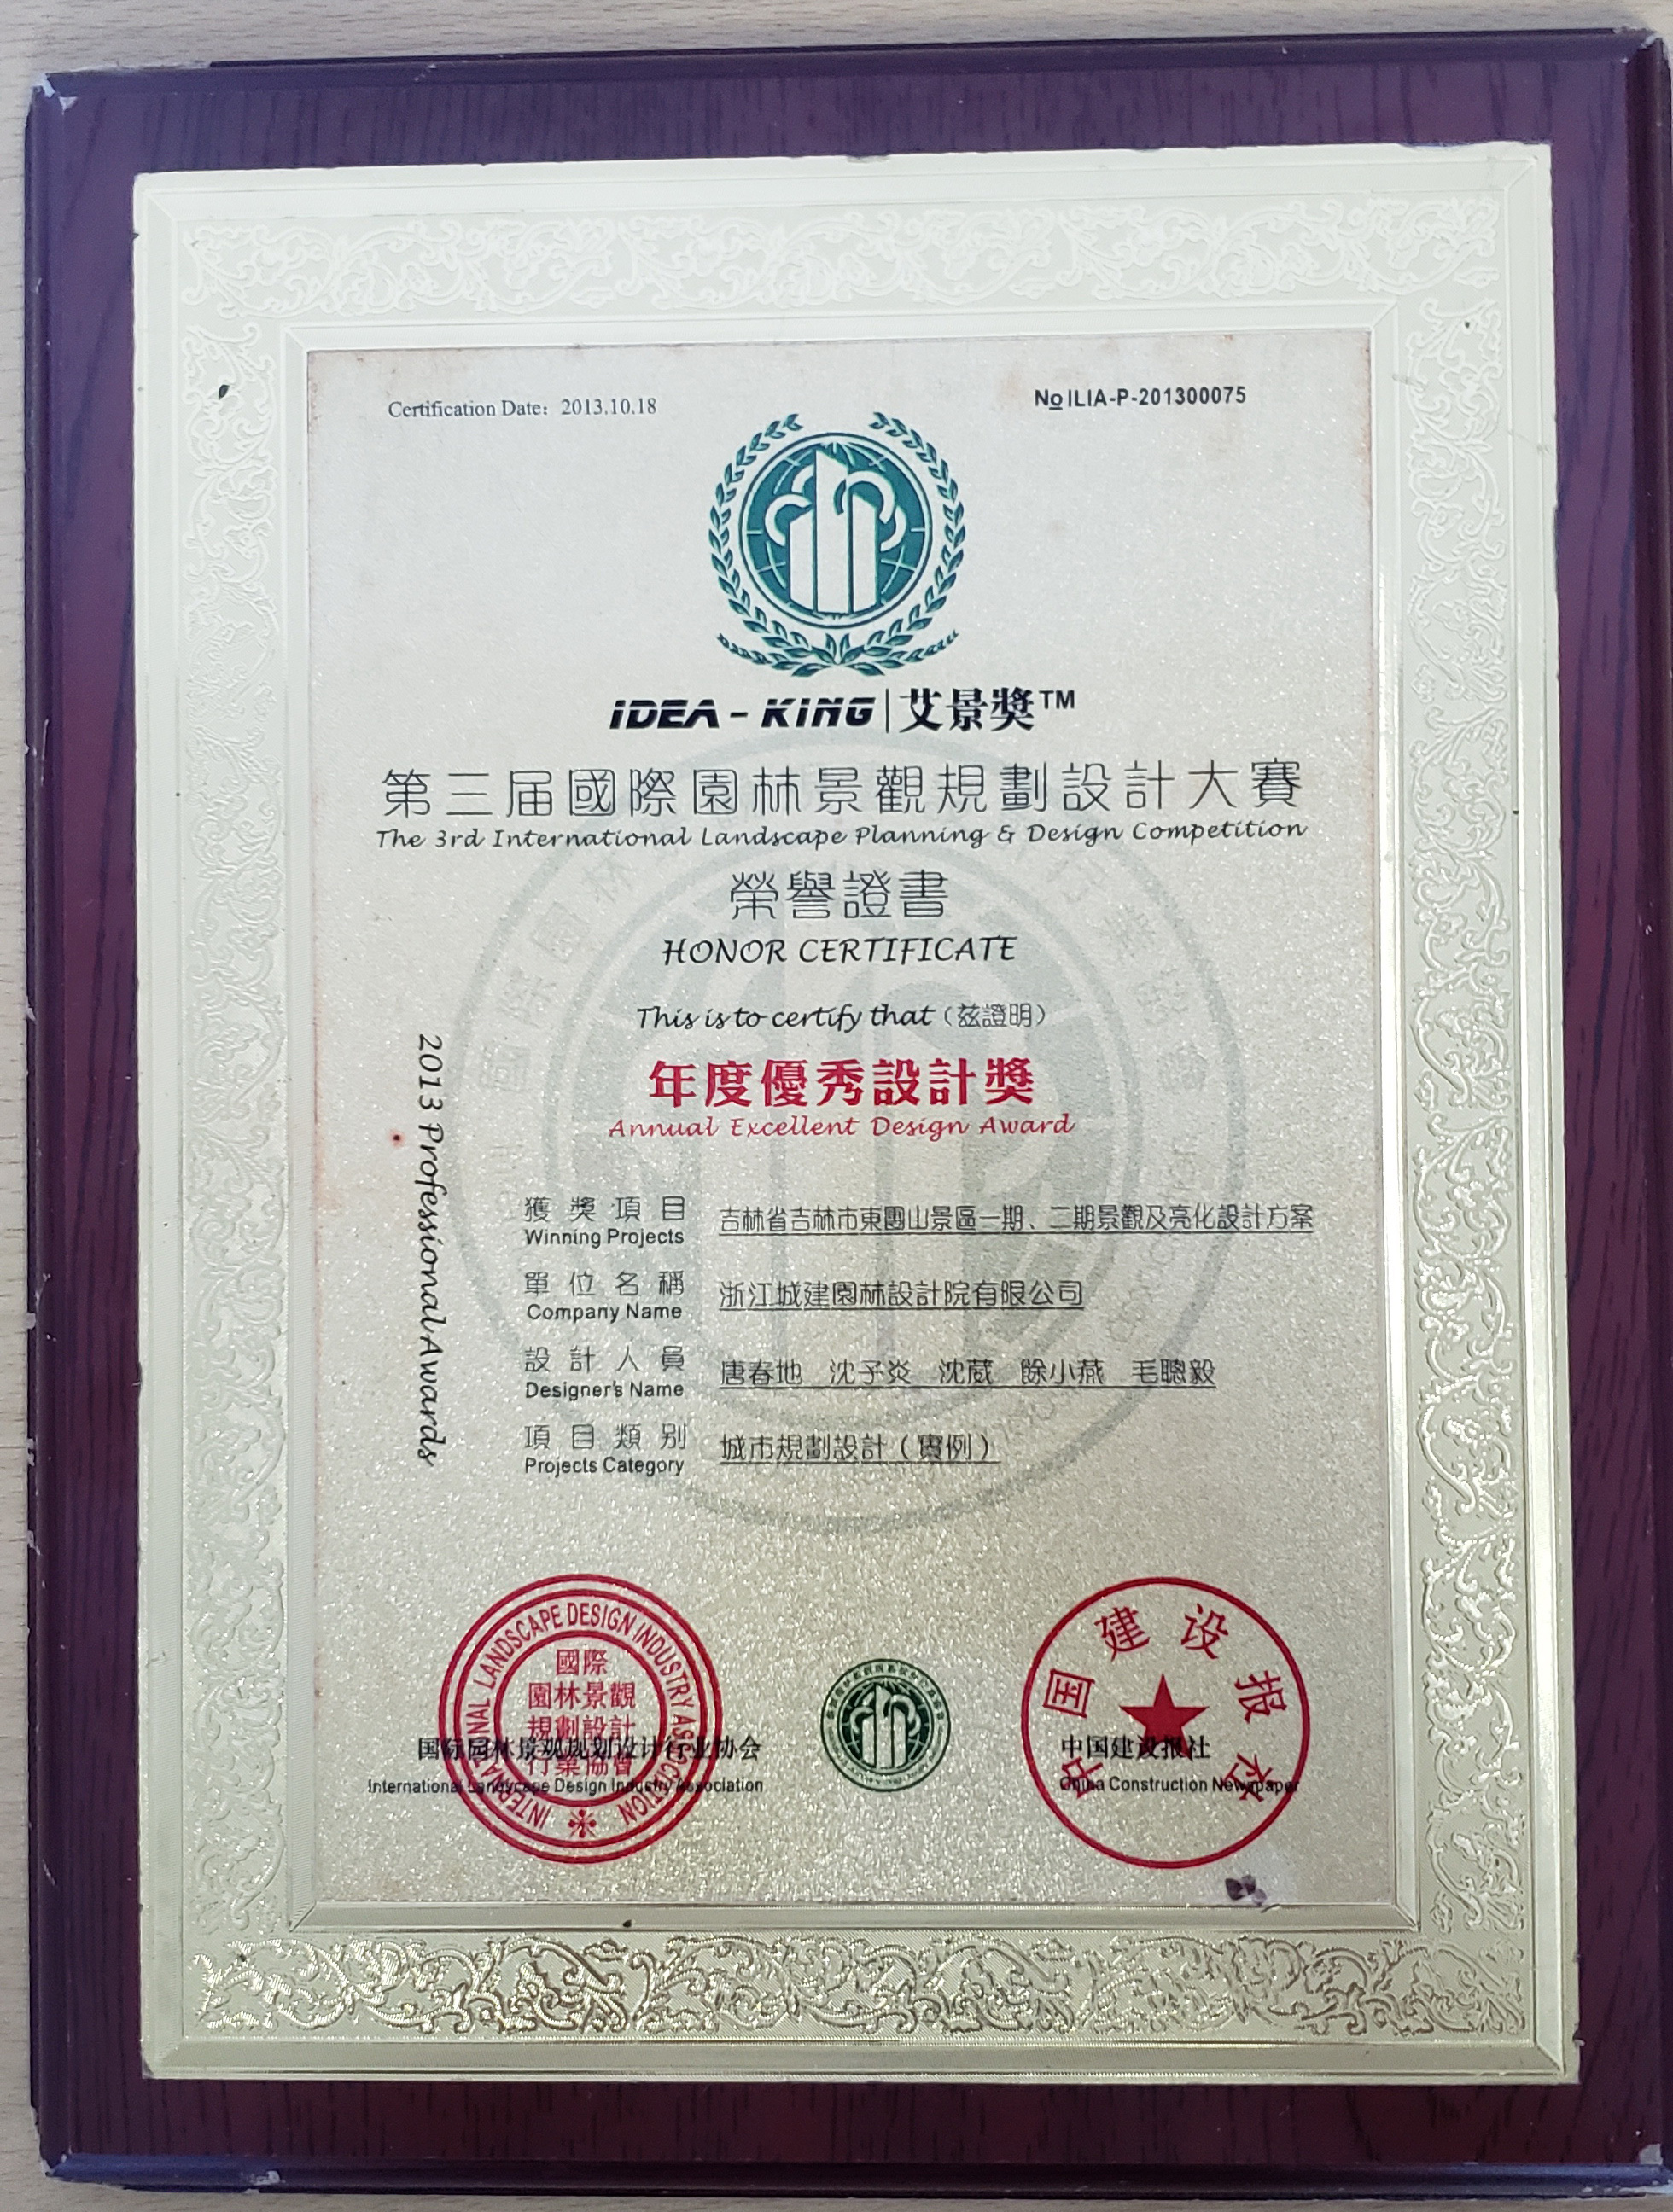 Certification Date：2013.10.18
No ILIA-P-201300075
IDEA-KING|艾景獎™
第三届國際園林景觀規劃設計大賽
The 3rd International Landscape Planning & Design Competition
榮譽證書
HONOR CERTIFICATE
This is to certify that（茲證明）
年度優秀設計獎
Annual Excellent Design Award
2013 Professional Awards
獲獎項目 吉林省吉林市東團山景區一期、二期景觀及亮化設計方案
Winning Projects
單位名稱 浙江城建園林設計院有限公司
Company Name
設計人員 唐春地 沈子炎 沈葳 餘小燕 毛聰毅
Designer's Name
項目類别 城市規劃設計（實例）
Projects Category
INTERNATIONAL LANDSCAPE DESIGN INDUSTRY ASSOCIATION
國際
園林景觀
規劃設計
行業協會
国际园林景观规划设计行业协会
International Landscape Design Industry Association
中国建设报社
中国建设报社
China Construction Newspaper